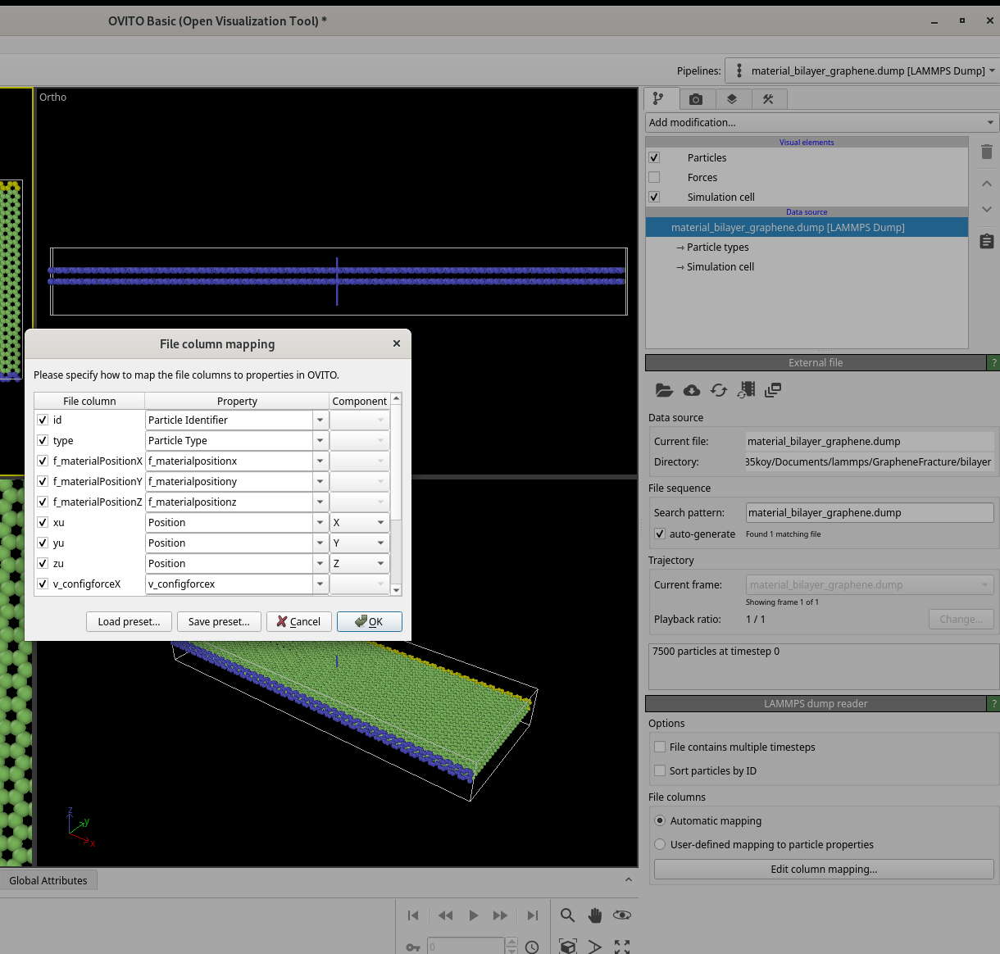 OVITO Basic (Open Visualization Tool) *
Pipelines:
material_bilayer_graphene.dump [LAMMPS Dump]
Ortho
Add modification...
Visual elements
Particles
Forces
Simulation cell
Data source
material_bilayer_graphene.dump [LAMMPS Dump]
→ Particle types
→ Simulation cell
File column mapping
Please specify how to map the file columns to properties in OVITO.
File column Property Component
id Particle Identifier
type Particle Type
f_materialPositionX f_materialpositionx
f_materialPositionY f_materialpositiony
f_materialPositionZ f_materialpositionz
xu Position X
yu Position Y
zu Position Z
v_configforceX v_configforcex
Load preset... Save preset... Cancel OK
External file ?
Data source
Current file: material_bilayer_graphene.dump
Directory: 35koy/Documents/lammps/GrapheneFracture/bilayer
File sequence
Search pattern: material_bilayer_graphene.dump
auto-generate Found 1 matching file
Trajectory
Current frame: material_bilayer_graphene.dump
Showing frame 1 of 1
Playback ratio: 1 / 1 Change...
7500 particles at timestep 0
LAMMPS dump reader ?
Options
File contains multiple timesteps
Sort particles by ID
File columns
Automatic mapping
User-defined mapping to particle properties
Edit column mapping...
z
y
x
Global Attributes
0